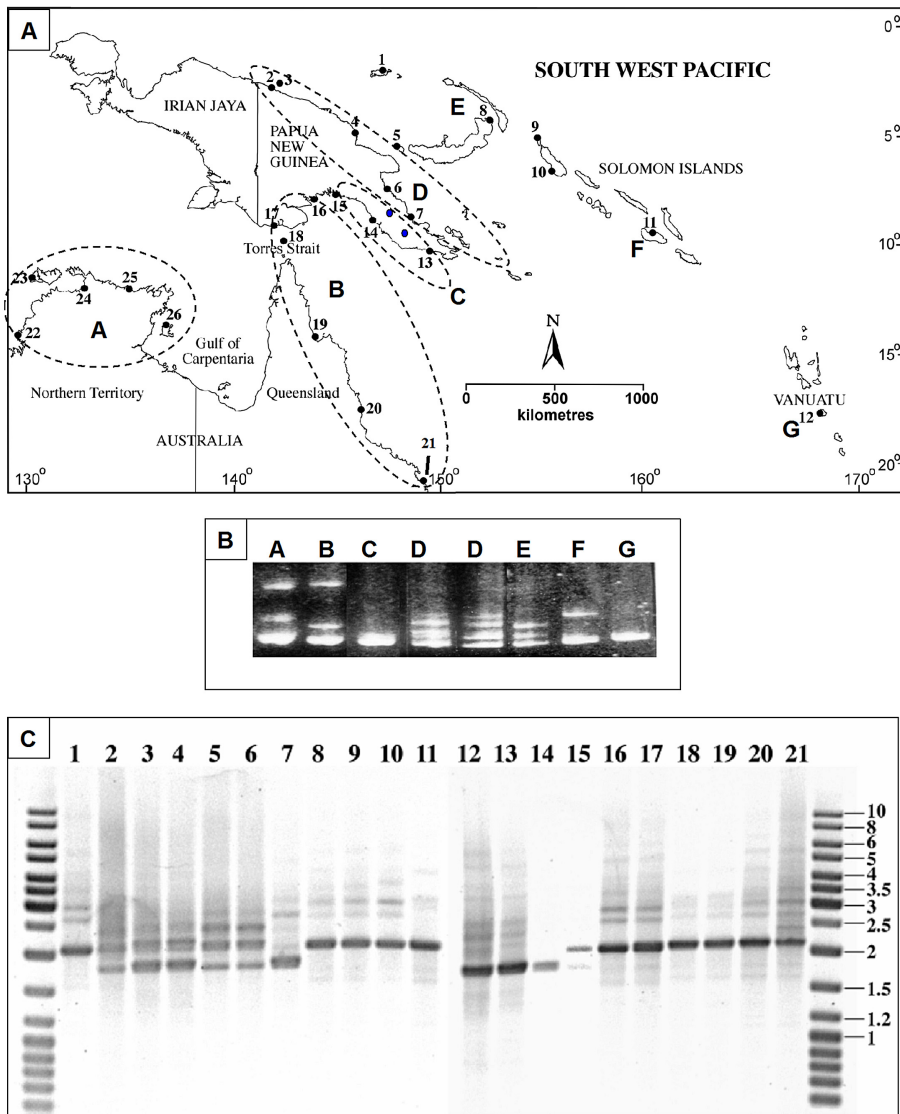 A
0°
1
2 3
SOUTH WEST PACIFIC
IRIAN JAYA
E
8
PAPUA
NEW
GUINEA
4
5
9
5°
10
SOLOMON ISLANDS
6
D
7
17
16
15
14
11
18
Torres Strait
13
F
10°
23
25
24
B
C
A
26
N
22
19
Gulf of
Carpentaria
15°
0 500 1000
kilometres
Northern Territory
Queensland
VANUATU
20
G
12
AUSTRALIA
21
20°
130° 140° 150° 160° 170°
B
A B C D D E F G
C
1 2 3 4 5 6 7 8 9 10 11 12 13 14 15 16 17 18 19 20 21
10
8
6
5
4
3.5
3
2.5
2
1.5
1.2
1